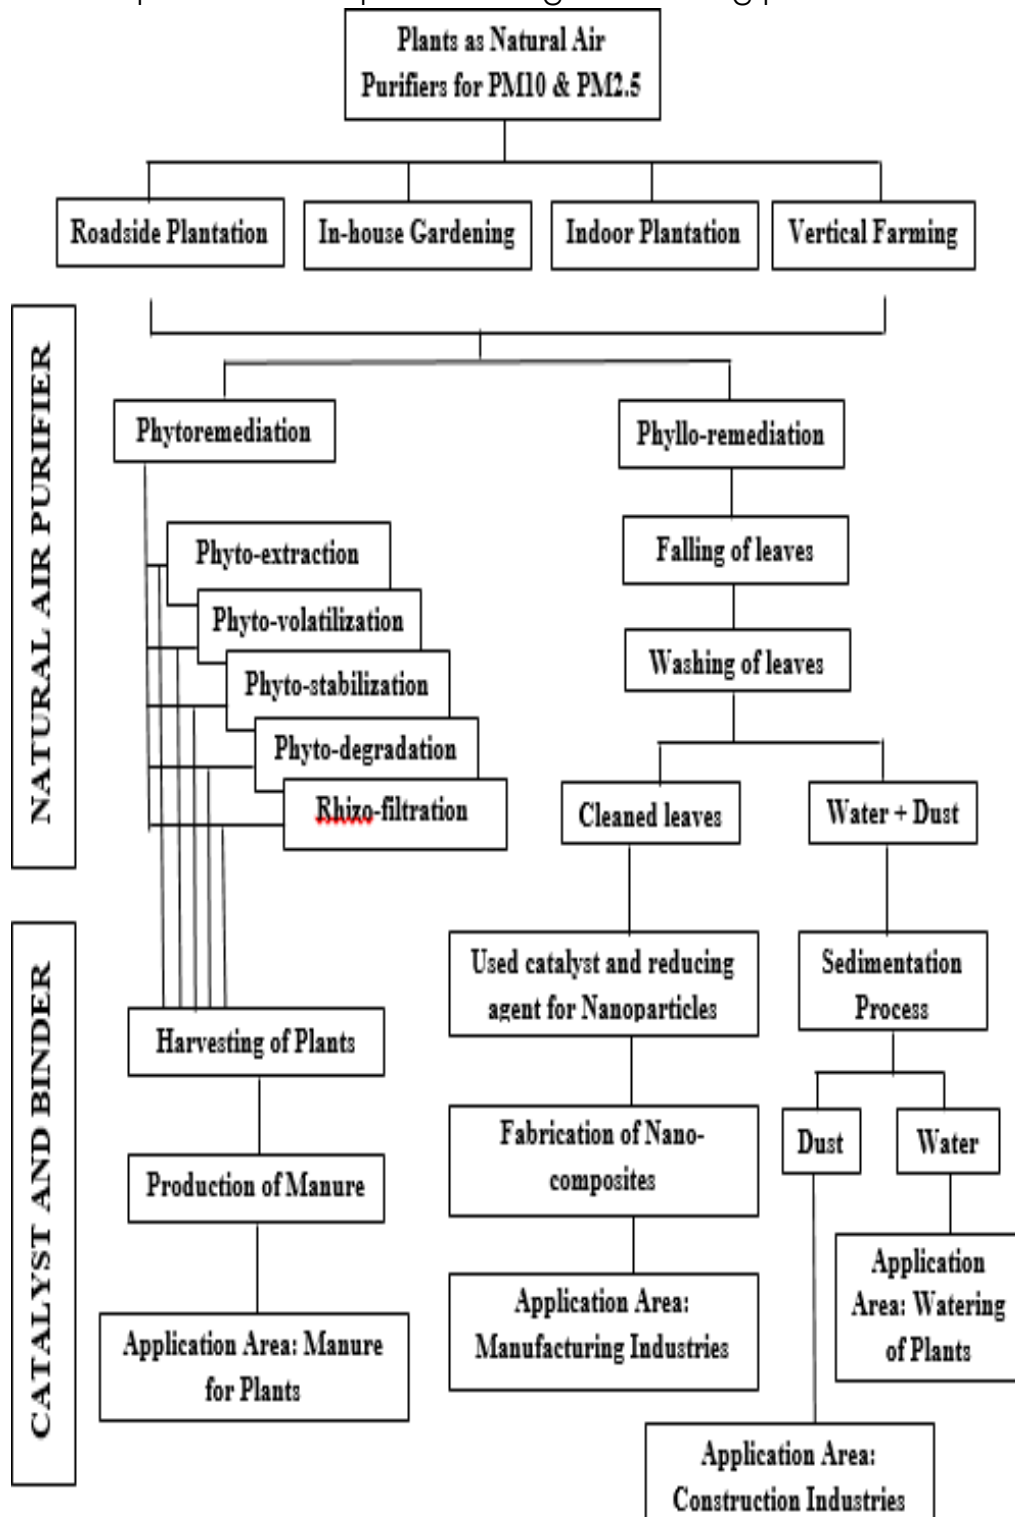 Plants as Natural Air
Purifiers for PM10 & PM2.5
Roadside Plantation
In-house Gardening
Indoor Plantation
Vertical Farming
NATURAL AIR PURIFIER
Phytoremediation
Phyllo-remediation
Phyto-extraction
Phyto-volatilization
Phyto-stabilization
Phyto-degradation
Rhizo-filtration
Falling of leaves
Washing of leaves
Cleaned leaves
Water + Dust
CATALYST AND BINDER
Harvesting of Plants
Production of Manure
Application Area: Manure
for Plants
Used catalyst and reducing
agent for Nanoparticles
Fabrication of Nano-
composites
Application Area:
Manufacturing Industries
Sedimentation
Process
Dust
Water
Application
Area: Watering
of Plants
Application Area:
Construction Industries